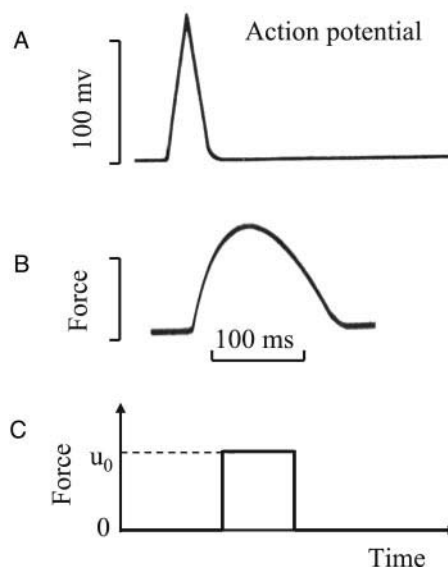 A
Action potential
100 mv
B
Force
100 ms
C
Force
u₀
0
Time